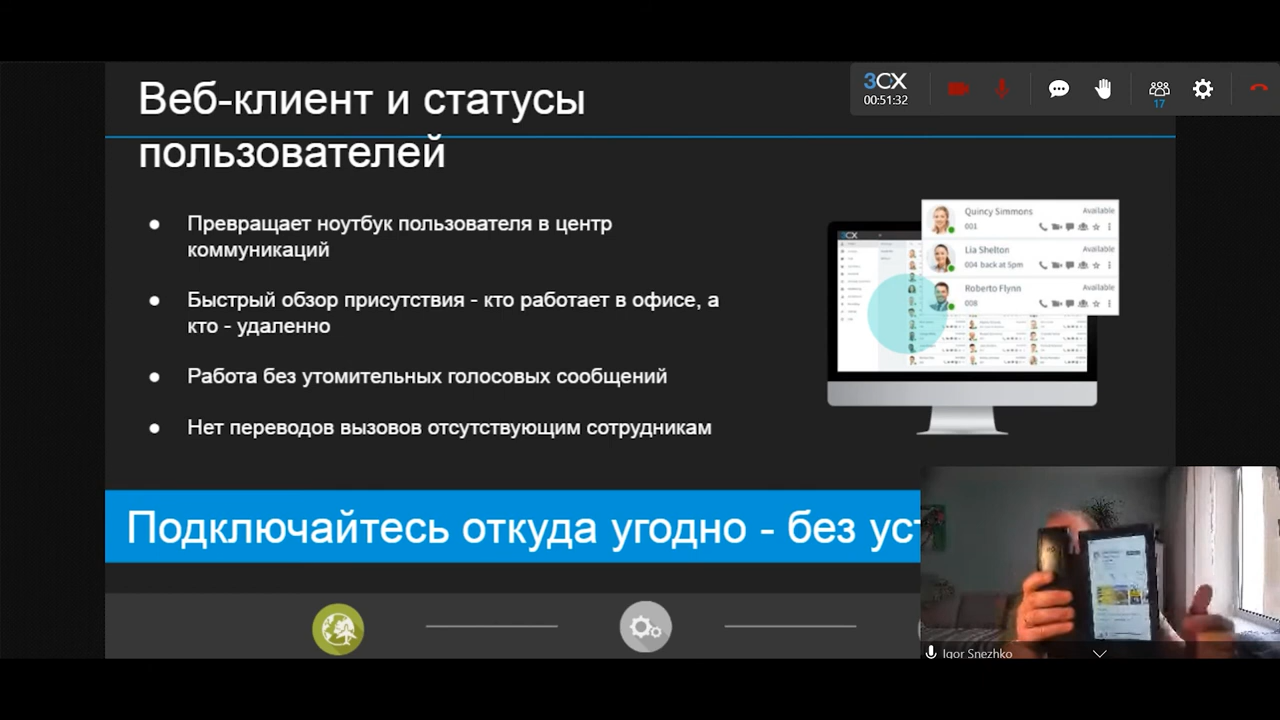 Веб-клиент и статусы
пользователей
3CX
00:51:32
17
Превращает ноутбук пользователя в центр
коммуникаций
Быстрый обзор присутствия - кто работает в офисе, а
кто - удаленно
Работа без утомительных голосовых сообщений
Нет переводов вызовов отсутствующим сотрудникам
3CX
Quincy Simmons
Available
001
Lia Shelton
Available
004 back at 5pm
Roberto Flynn
Available
008
Подключайтесь откуда угодно - без
Igor Snezhko